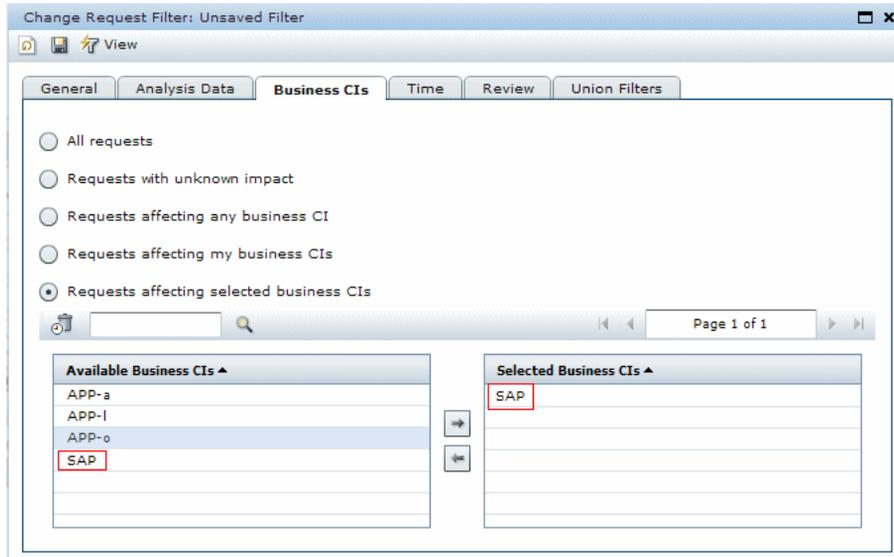 Change Request Filter: Unsaved Filter
View
General Analysis Data Business CIs Time Review Union Filters
All requests
Requests with unknown impact
Requests affecting any business CI
Requests affecting my business CIs
Requests affecting selected business CIs
Page 1 of 1
Available Business CIs Selected Business CIs
APP-a SAP
APP-l
APP-o
SAP